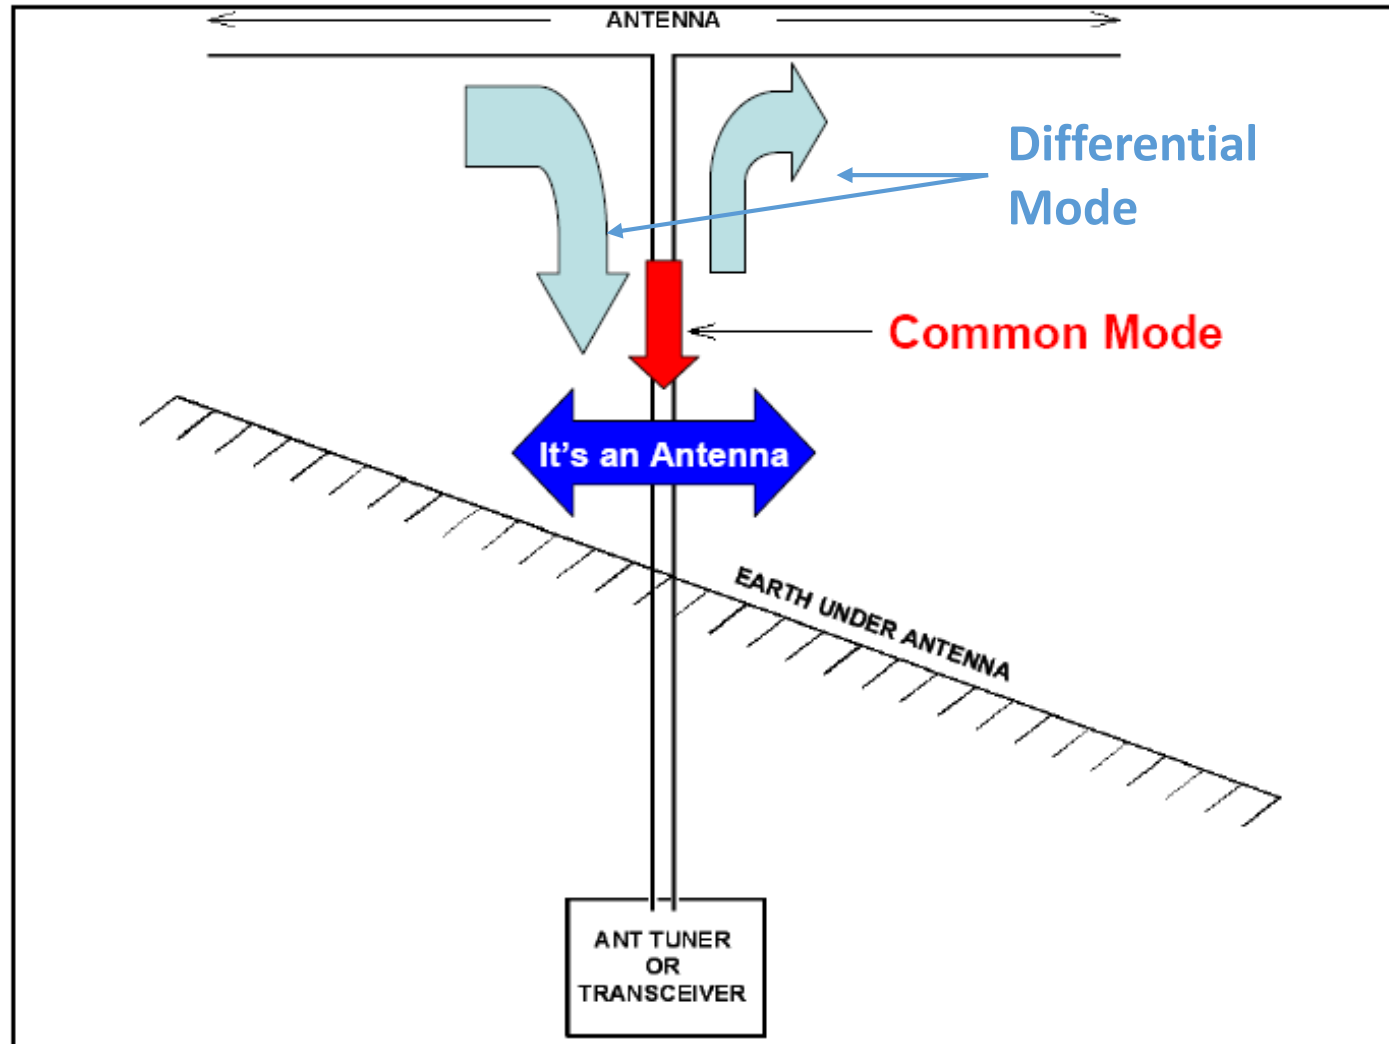 ANTENNA
Differential
Mode
Common Mode
It's an Antenna
EARTH UNDER ANTENNA
ANT TUNER
OR
TRANSCEIVER